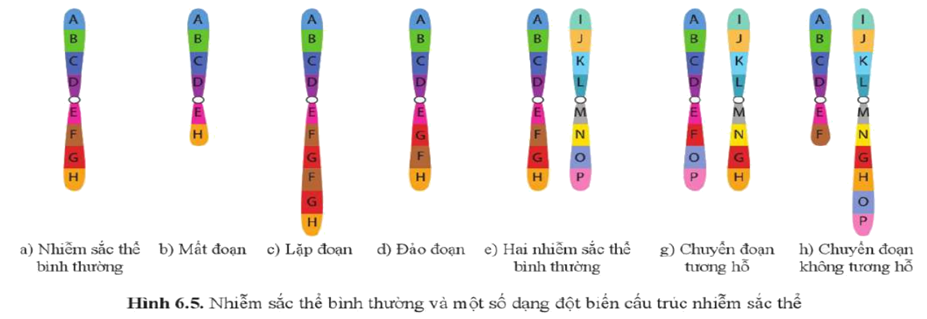 A A A A A I A I A I
B B B B B J B J B J
C C C C C K C K C K
D D D D D L D L D L
E E E E E M E M E M
F H F G F N F N F N
G G F G O O G G
H F H H P P H H
G O
H P
a) Nhiễm sắc thể b) Mất đoạn c) Lặp đoạn d) Đảo đoạn e) Hai nhiễm sắc thể g) Chuyển đoạn h) Chuyển đoạn
bình thường bình thường tương hỗ không tương hỗ
Hình 6.5. Nhiễm sắc thể bình thường và một số dạng đột biến cấu trúc nhiễm sắc thể